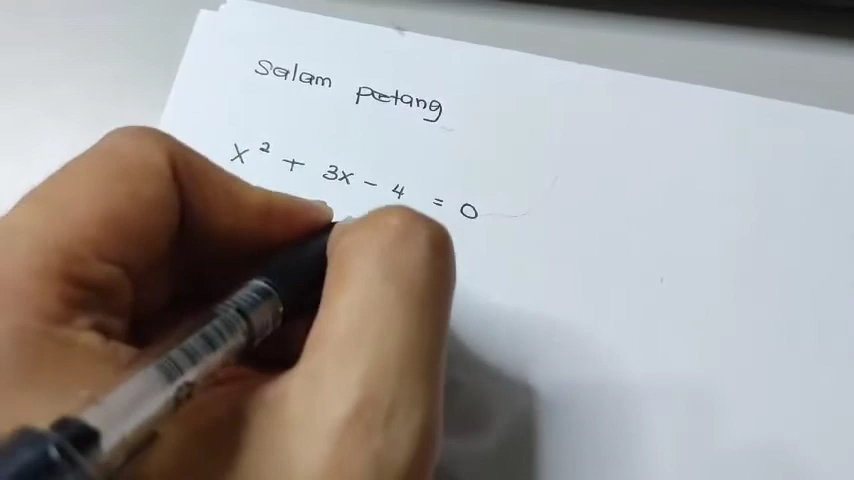 Salam petang
x² + 3x - 4 = 0